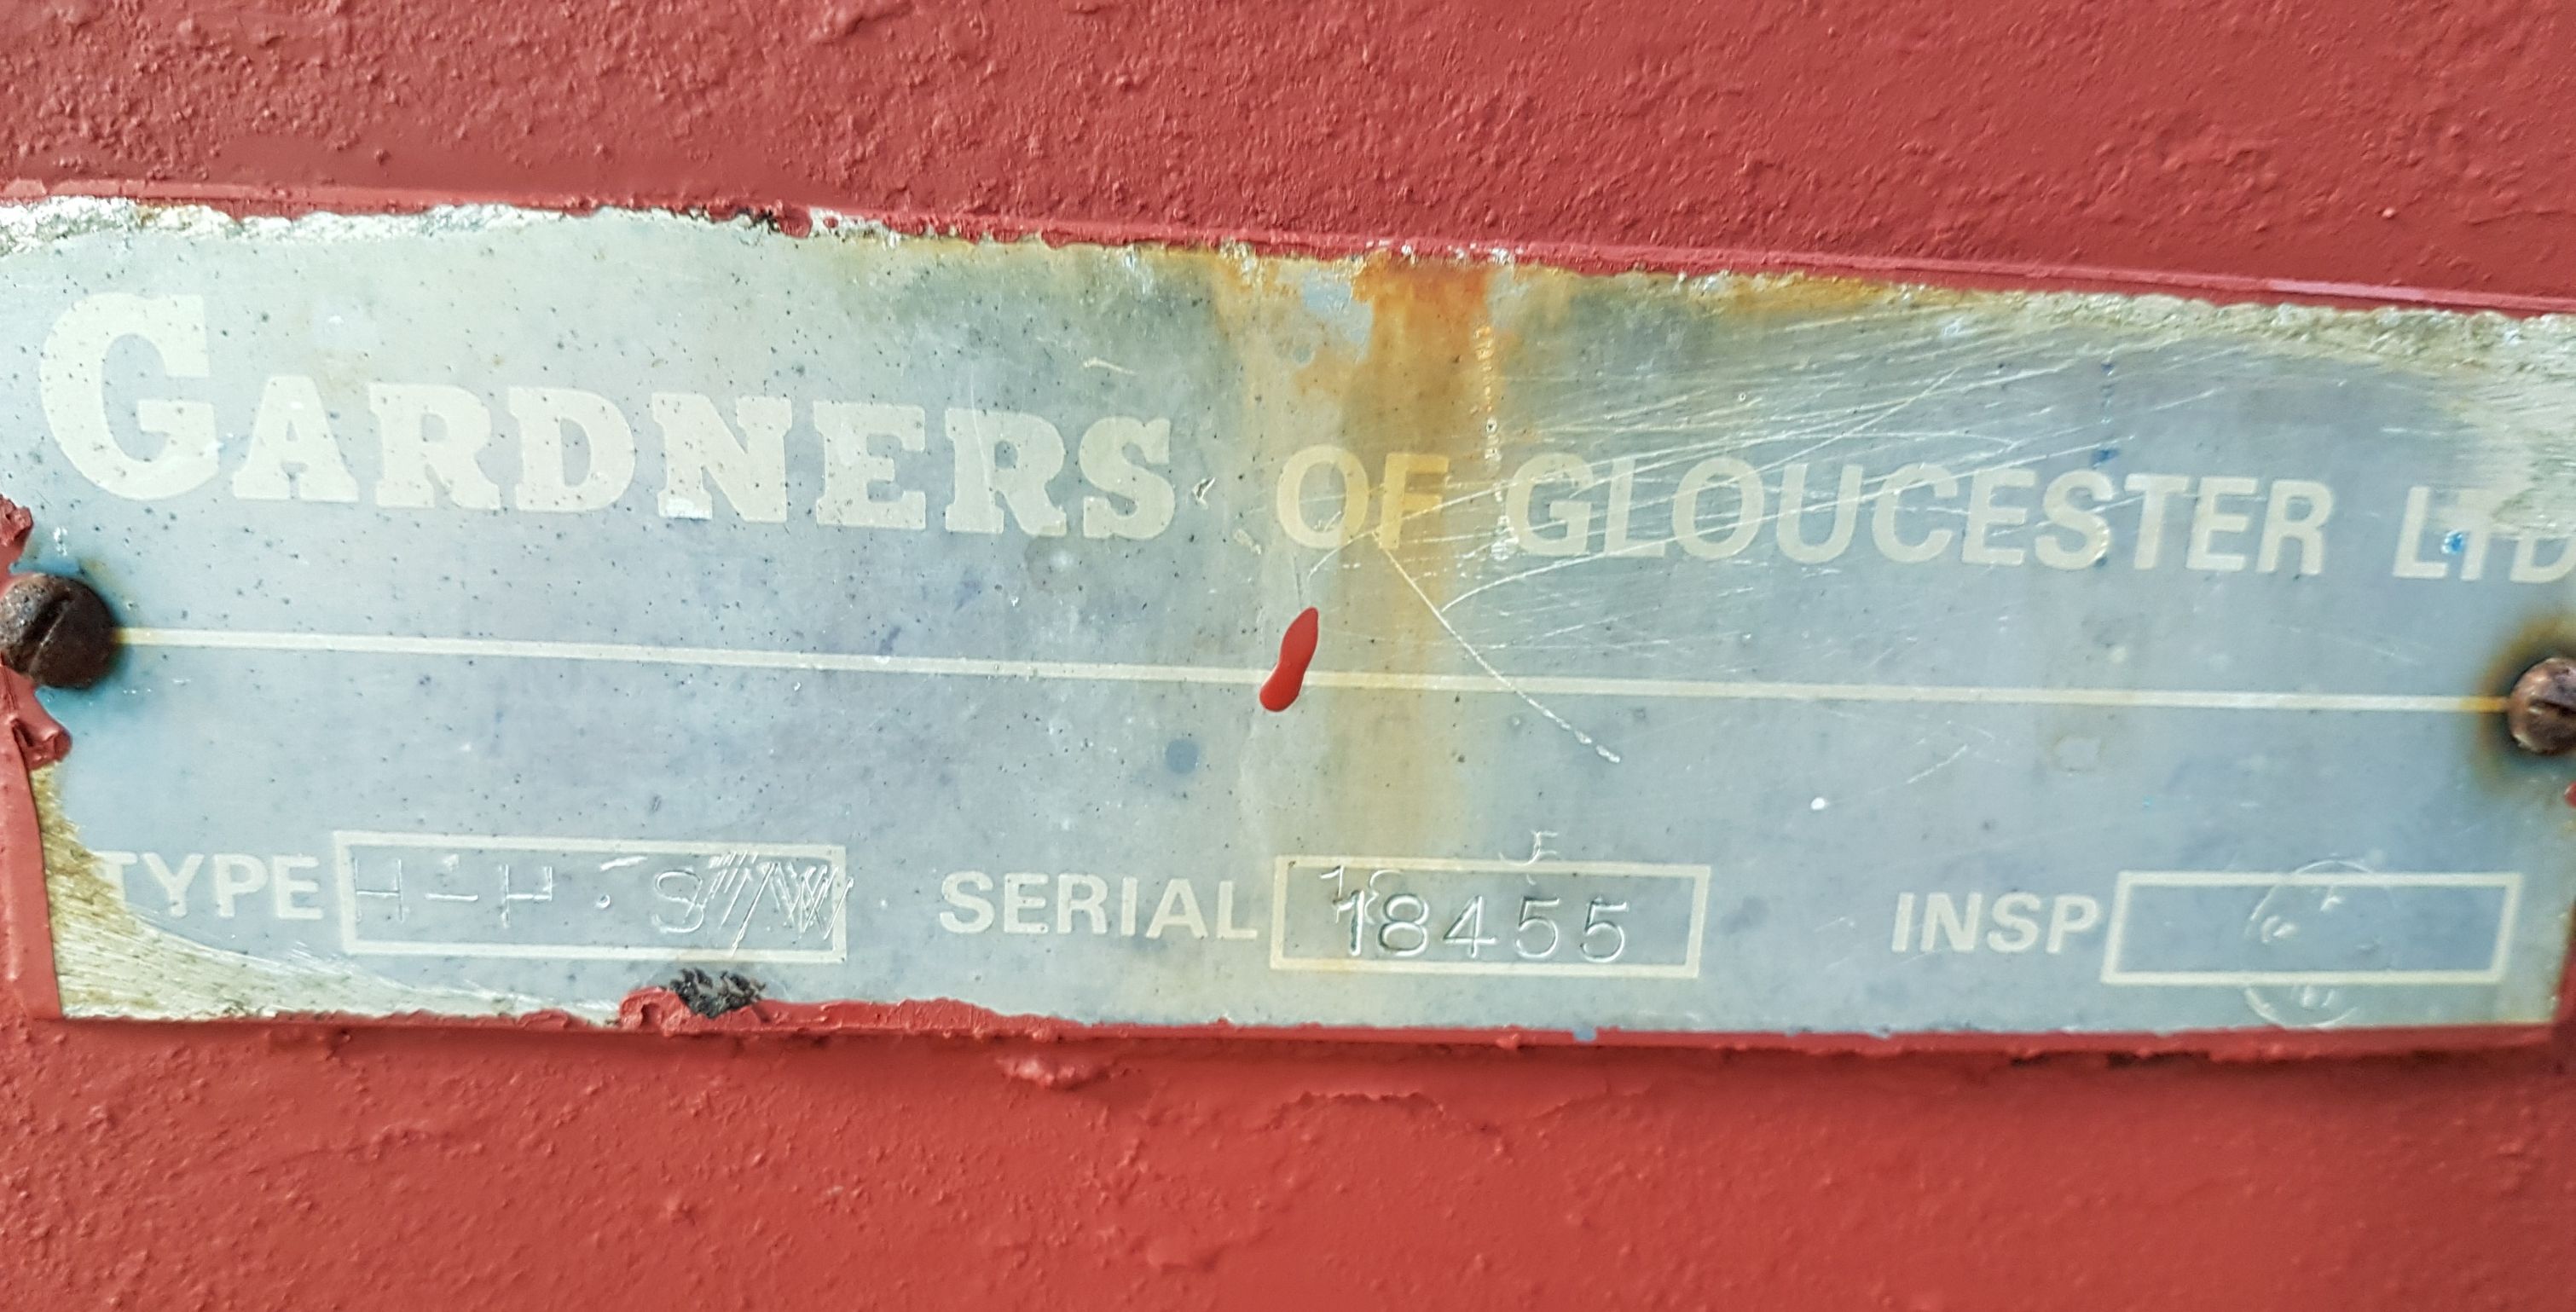 GARDNERS OF GLOUCESTER LTD
TYPE H-H.S SERIAL 18455 INSP